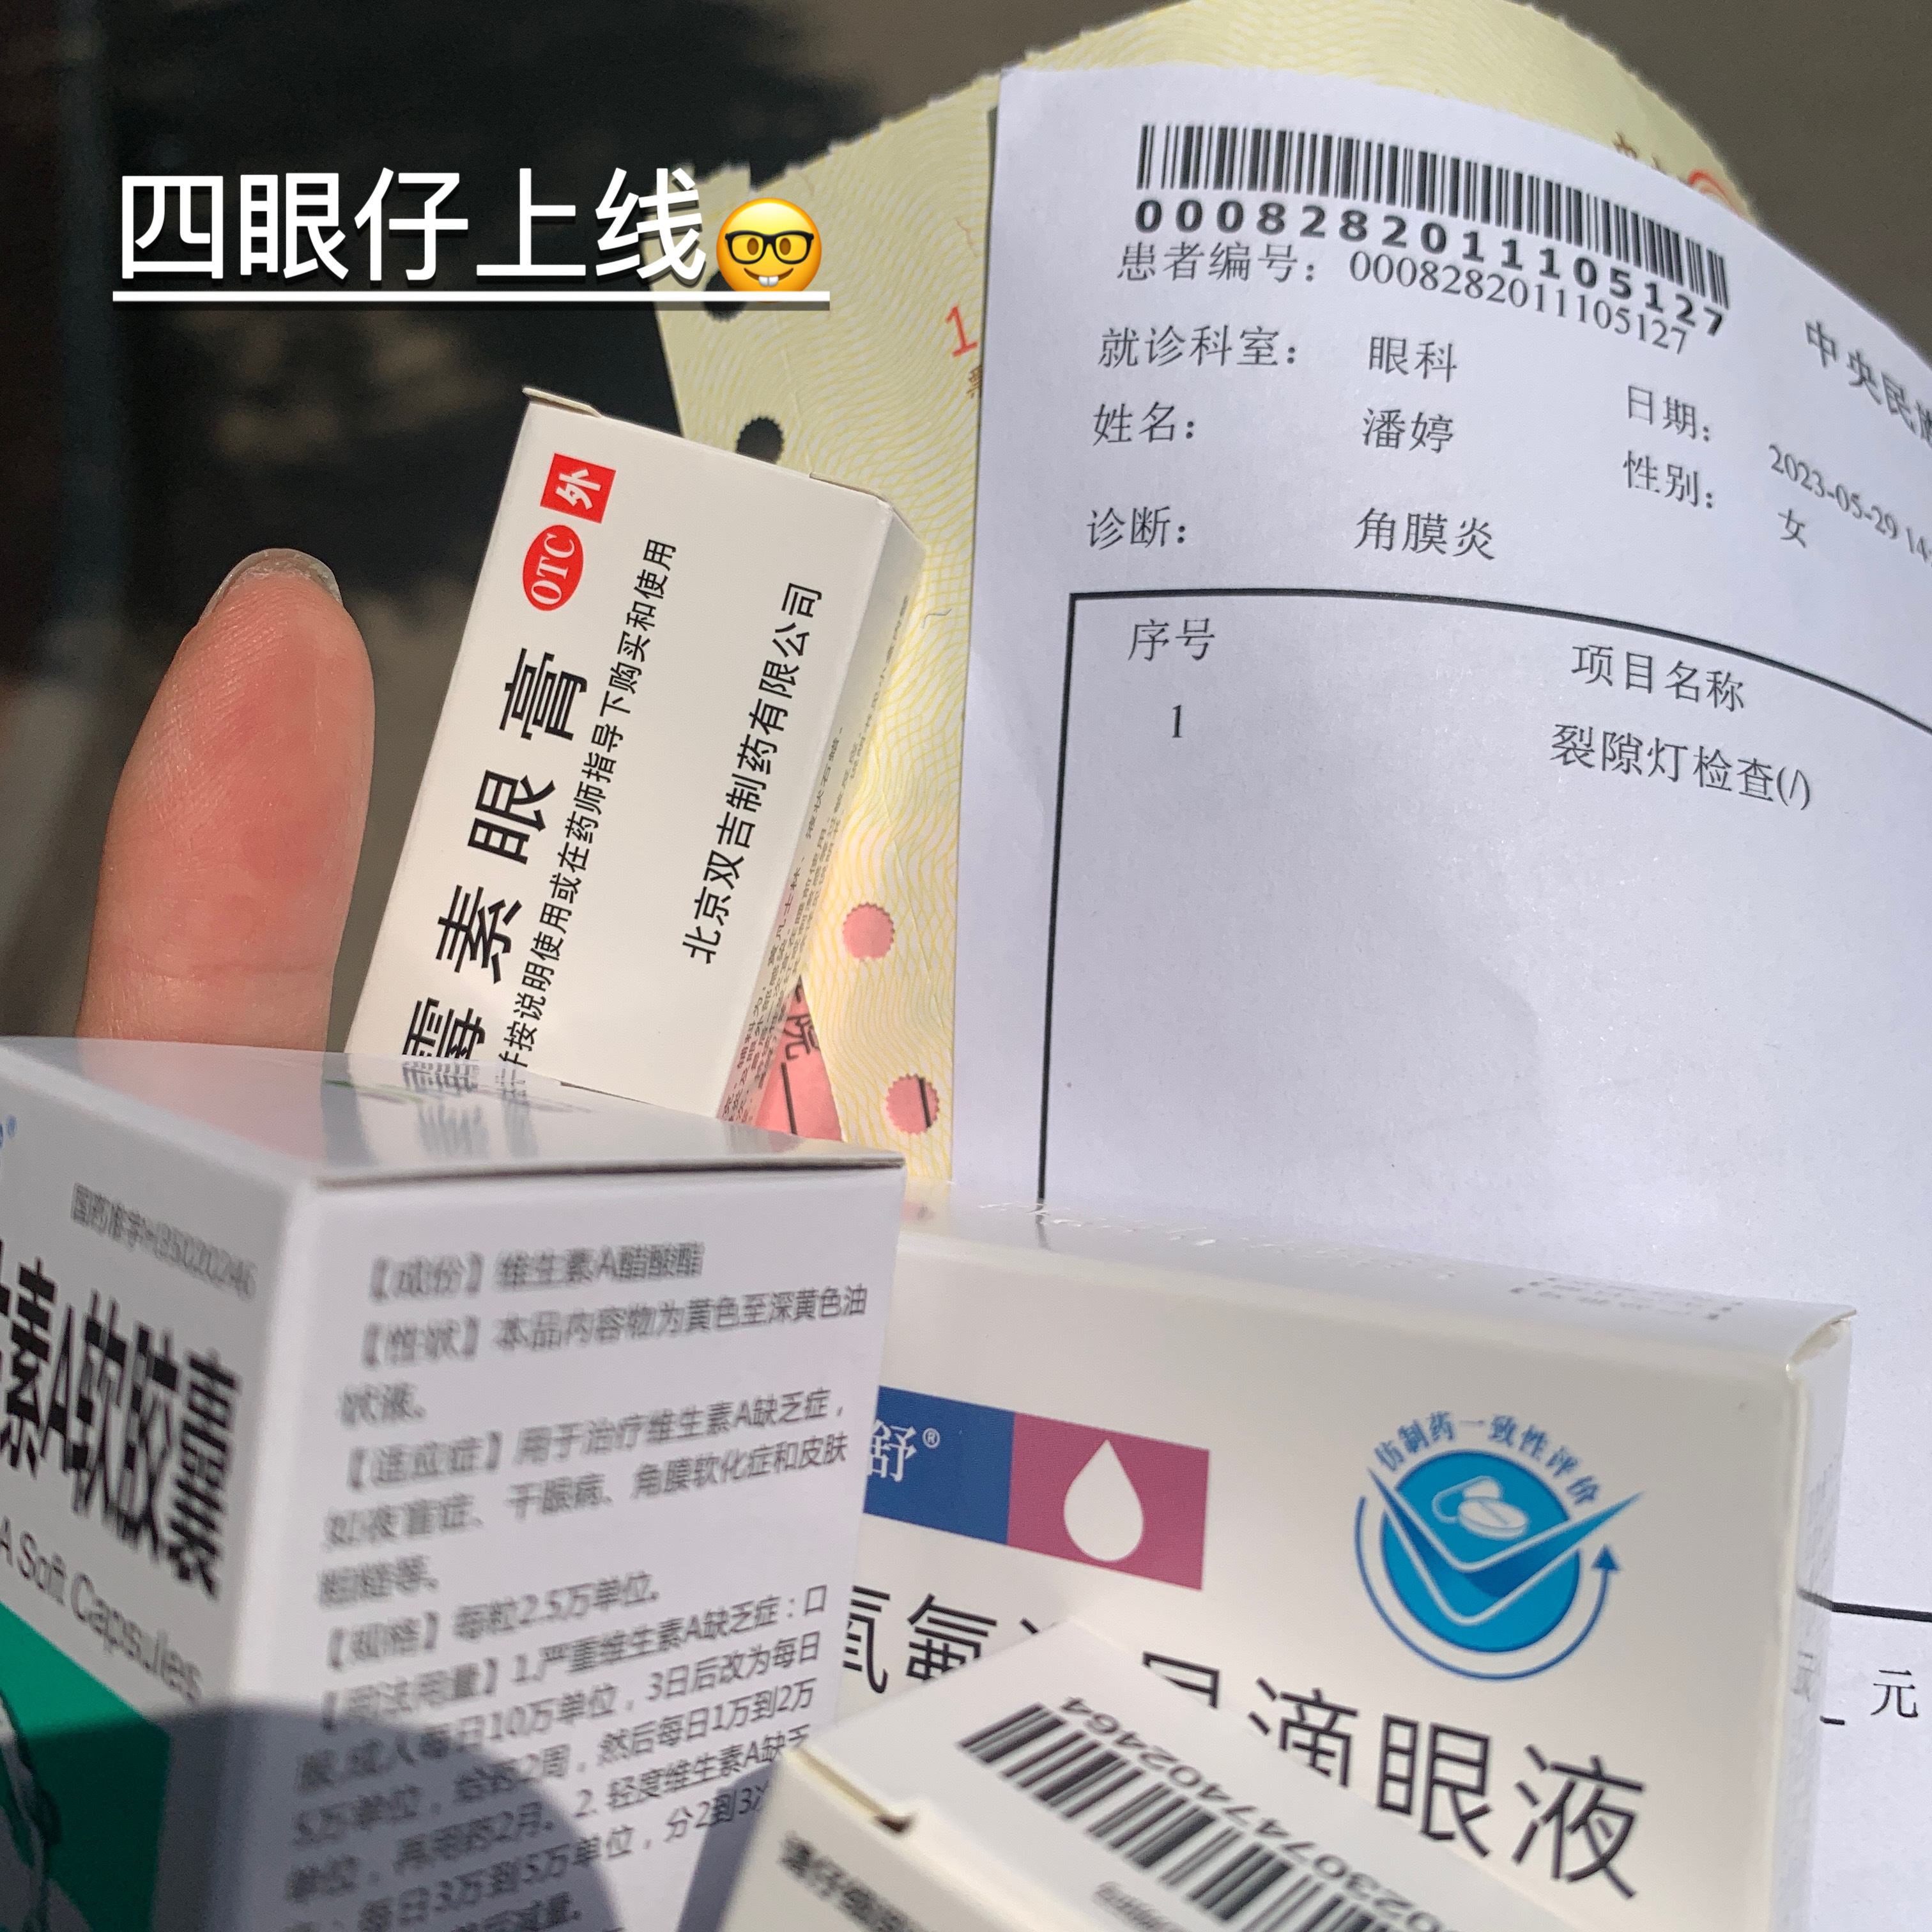 四眼仔上线🤓
0008282011105127
患者编号： 0008282011105127
就诊科室： 眼科
姓名： 潘婷
诊断： 角膜炎
中央民
日期： 2023-05-29 14:
性别： 女
序号 项目名称
1 裂隙灯检查(/)
元
外
OTC
霉素眼膏
按说明使用或在药师指导下购买和使用
北京双吉制药有限公司
院
素A软胶囊
A Soft Capsules
【成份】维生素A醋酸酯
【性状】本品内容物为黄色至深黄色油
状液。
【适应症】用于治疗维生素A缺乏症，
如夜盲症、干眼病、角膜软化症和皮肤
粗糙等。
【规格】每粒2.5万单位。
【用法用量】1.严重维生素A缺乏症：口
服,成人每日10万单位，3日后改为每日
5万单位，给药2周，然后每日1万到2万
单位，再用药2月。2. 轻度维生素A缺乏
：每日3万到5万单位，分2到3次
减量。
舒®
仿制药一致性评价
氧氟 星滴眼液
023074740​2464